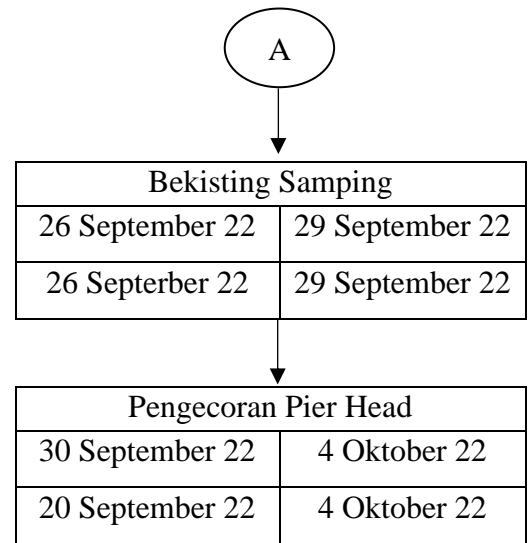 A
Bekisting Samping
26 September 22 29 September 22
26 Septerber 22 29 September 22
Pengecoran Pier Head
30 September 22 4 Oktober 22
20 September 22 4 Oktober 22